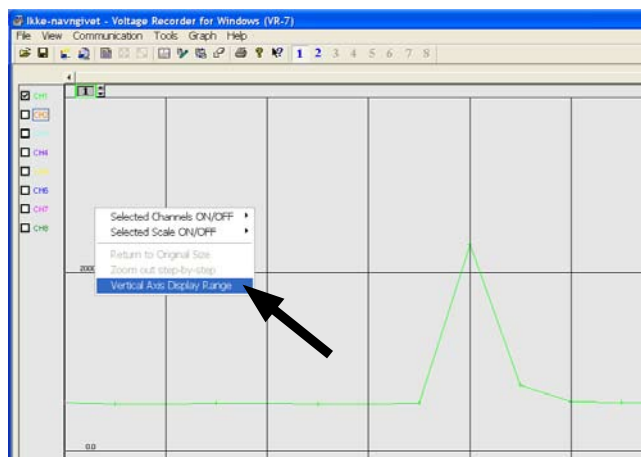 Ikke-navngivet - Voltage Recorder for Windows (VR-7)
File View Communication Tools Graph Help
1 2 3 4 5 6 7 8
CH1
1
CH2
CH4
CH6
CH7
CH8
Selected Channels ON/OFF
Selected Scale ON/OFF
Return to Original Size
Zoom out step-by-step
Vertical Axis Display Range
0.0